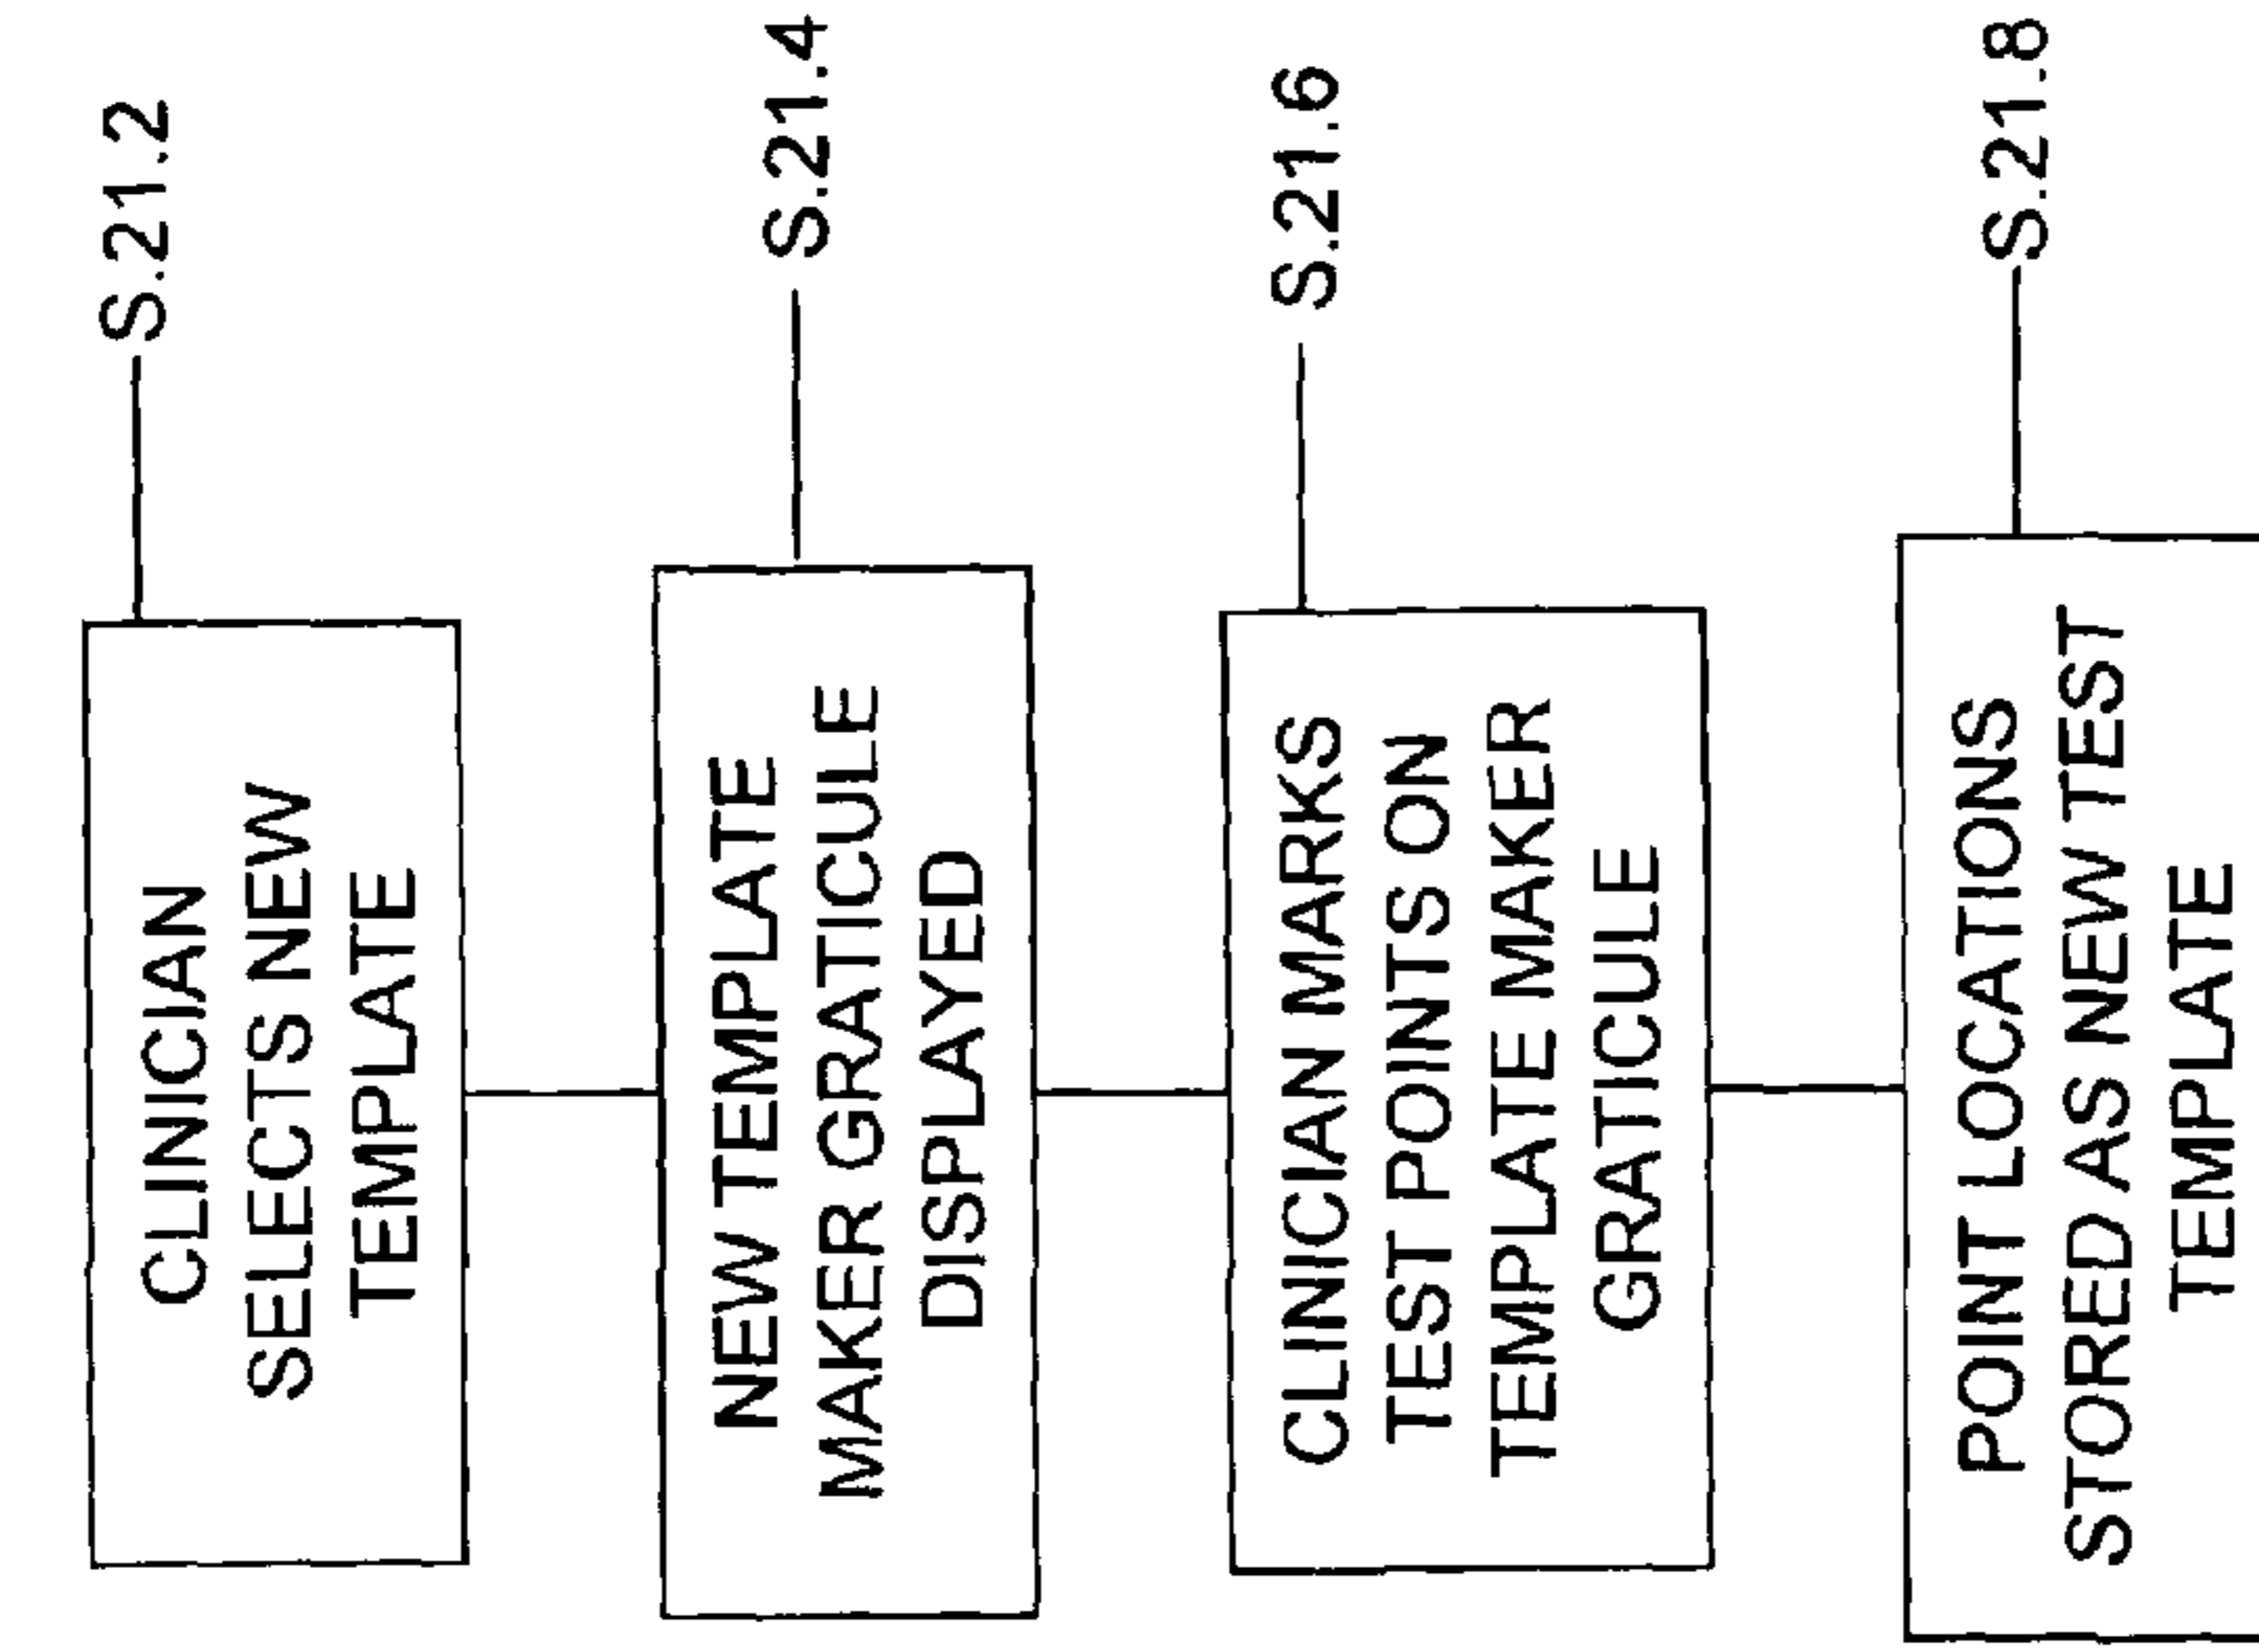 S.21.2
CLINICIAN
SELECTS NEW
TEMPLATE
S.21.4
NEW TEMPLATE
MAKER GRATICULE
DISPLAYED
S.21.6
CLINICIAN MARKS
TEST POINTS ON
TEMPLATE MAKER
GRATICULE
S.21.8
POINT LOCATIONS
STORED AS NEW TEST
TEMPLATE